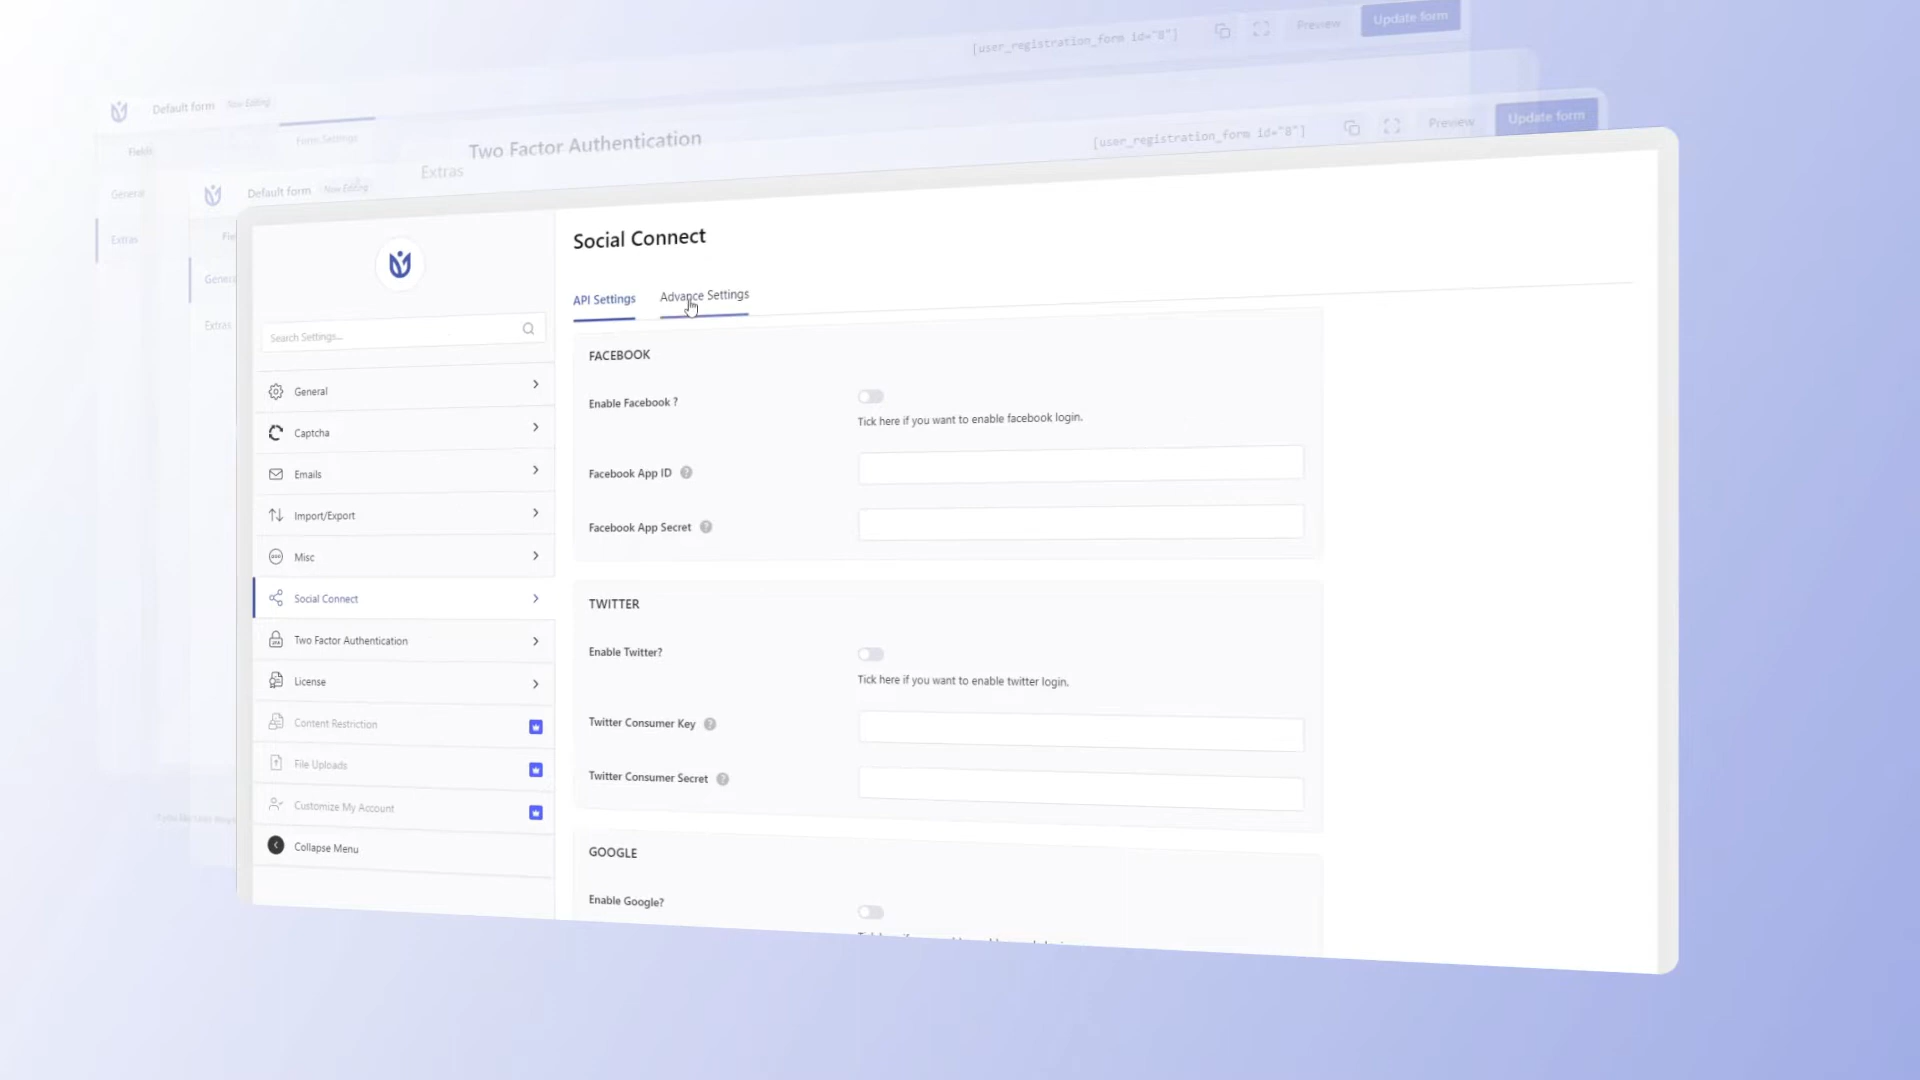 [user_registration_form id="8"]
Preview
Update form
Default form
Now Editing
Fields
Form Settings
Two Factor Authentication
[user_registration_form id="8"]
Preview
Update form
Extras
General
Default form
Now Editing
Extras
Extras
Social Connect
API Settings
Advance Settings
Search Settings...
General
Captcha
Emails
Import/Export
Misc
Social Connect
Two Factor Authentication
License
Content Restriction
File Uploads
Customize My Account
Collapse Menu
FACEBOOK
Enable Facebook ?
Tick here if you want to enable facebook login.
Facebook App ID
Facebook App Secret
TWITTER
Enable Twitter?
Tick here if you want to enable twitter login.
Twitter Consumer Key
Twitter Consumer Secret
GOOGLE
Enable Google?